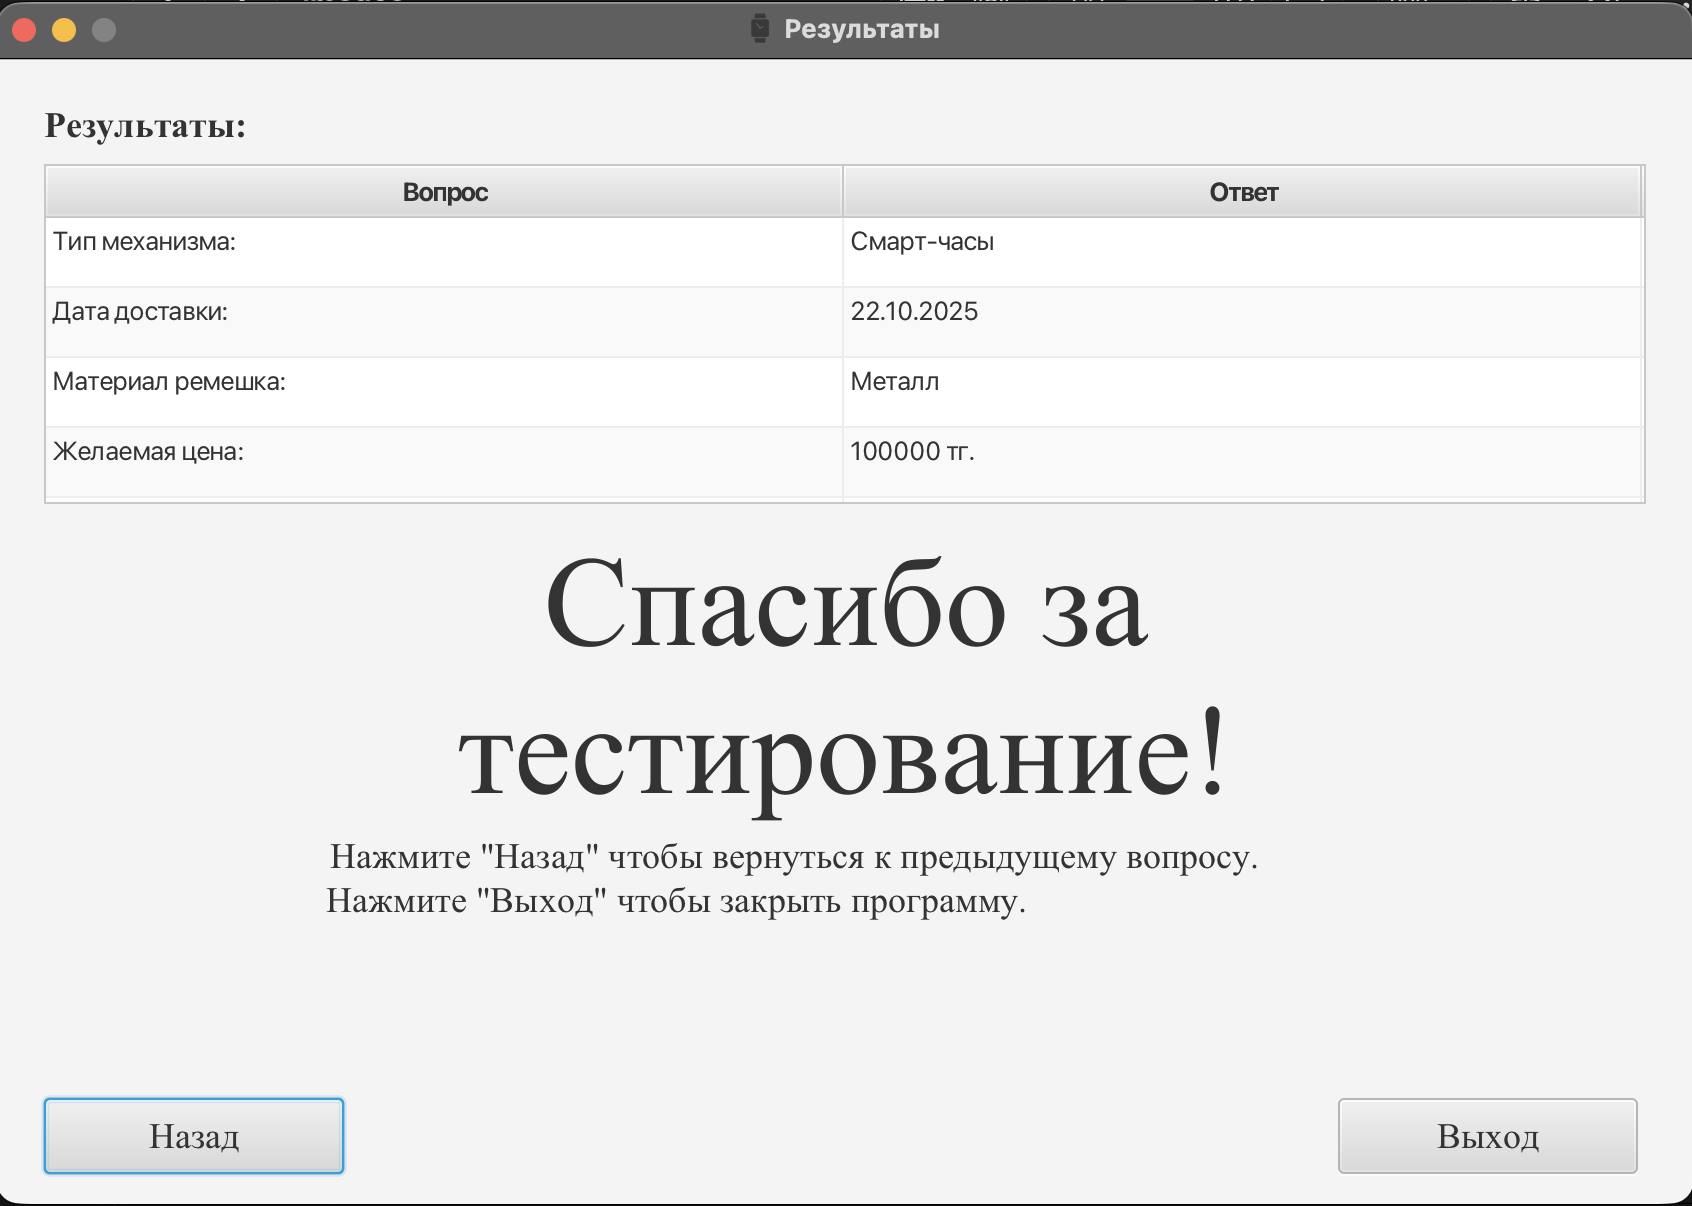 Результаты
Результаты:
Вопрос Ответ
Тип механизма: Смарт-часы
Дата доставки: 22.10.2025
Материал ремешка: Металл
Желаемая цена: 100000 тг.
Спасибо за
тестирование!
Нажмите "Назад" чтобы вернуться к предыдущему вопросу.
Нажмите "Выход" чтобы закрыть программу.
Назад Выход